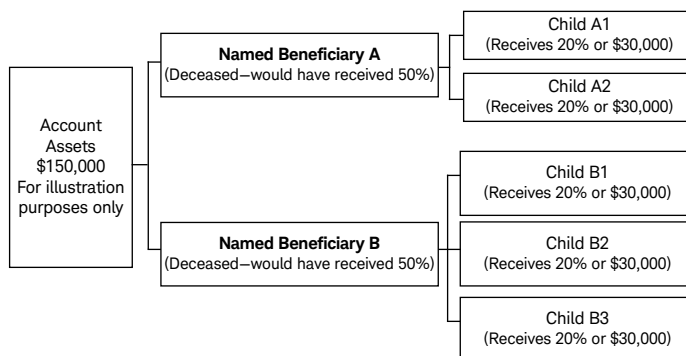 Account
Assets
$150,000
For illustration
purposes only
Named Beneficiary A
(Deceased—would have received 50%)
Child A1
(Receives 20% or $30,000)
Child A2
(Receives 20% or $30,000)
Named Beneficiary B
(Deceased—would have received 50%)
Child B1
(Receives 20% or $30,000)
Child B2
(Receives 20% or $30,000)
Child B3
(Receives 20% or $30,000)